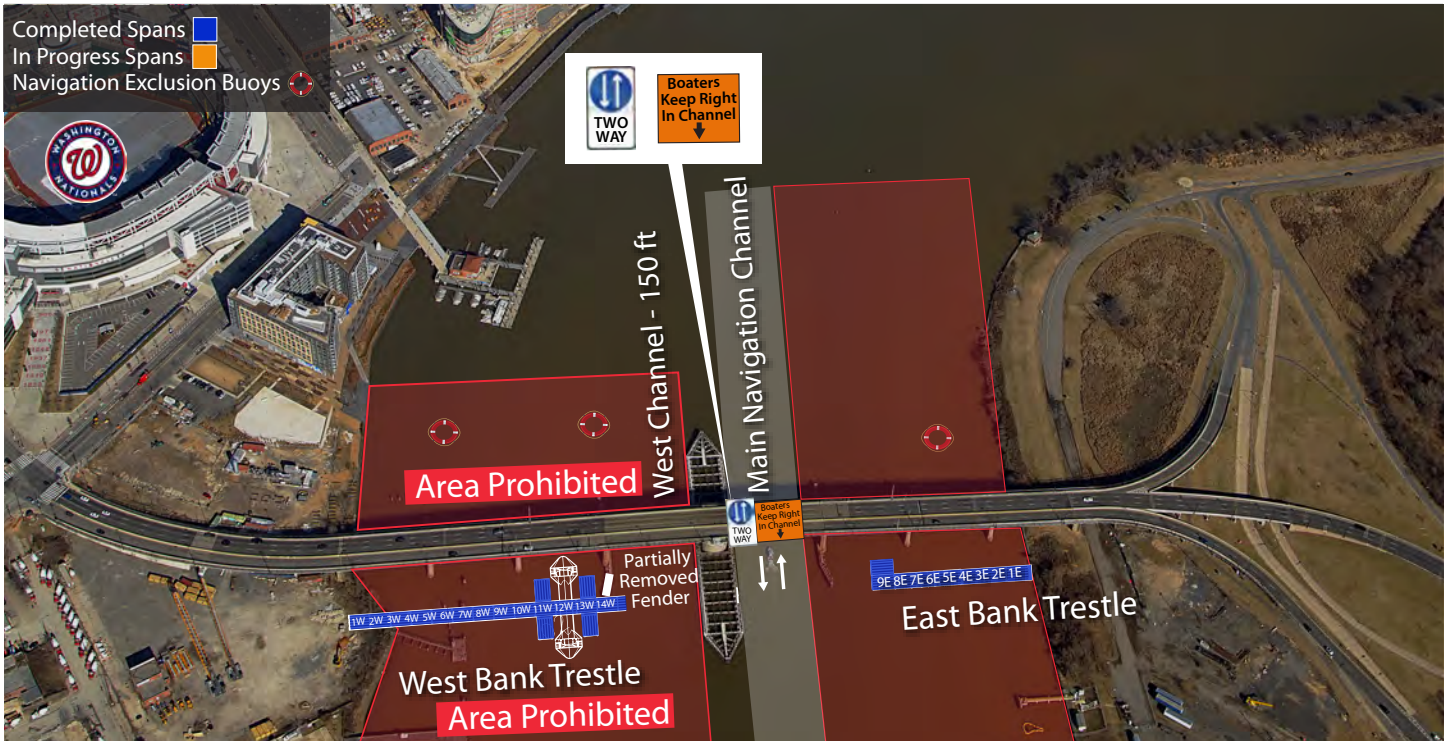 Completed Spans
In Progress Spans
Navigation Exclusion Buoys
WASHINGTON
W
NATIONALS
TWO
WAY
Boaters
Keep Right
In Channel
West Channel - 150 ft
Main Navigation Channel
Area Prohibited
TWO
WAY
Boaters
Keep Right
In Channel
Partially
Removed
Fender
1W 2W 3W 4W 5W 6W 7W 8W 9W 10W 11W 12W 13W 14W
9E 8E 7E 6E 5E 4E 3E 2E 1E
East Bank Trestle
West Bank Trestle
Area Prohibited